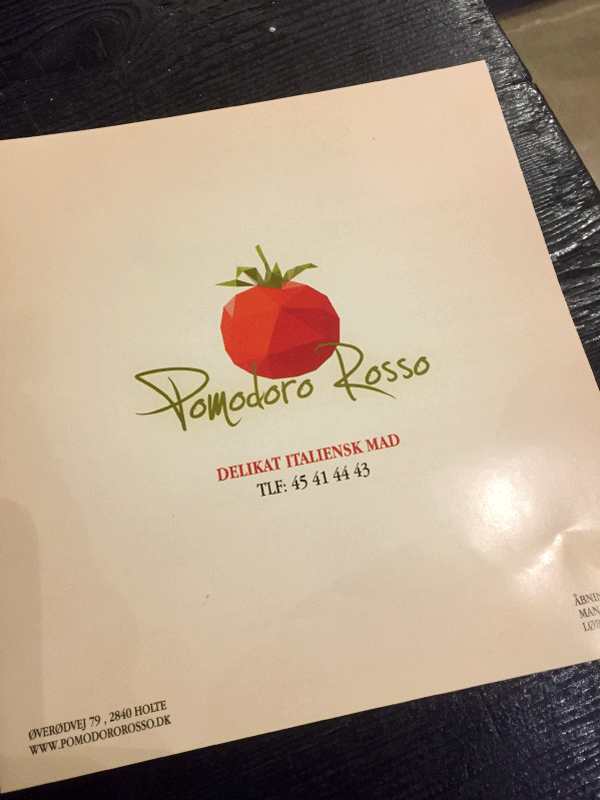 Pomodoro Rosso
DELIKAT ITALIENSK MAD
TLF: 45 41 44 43
ØVERØDVEJ 79 , 2840 HOLTE
WWW.POMODOROROSSO.DK